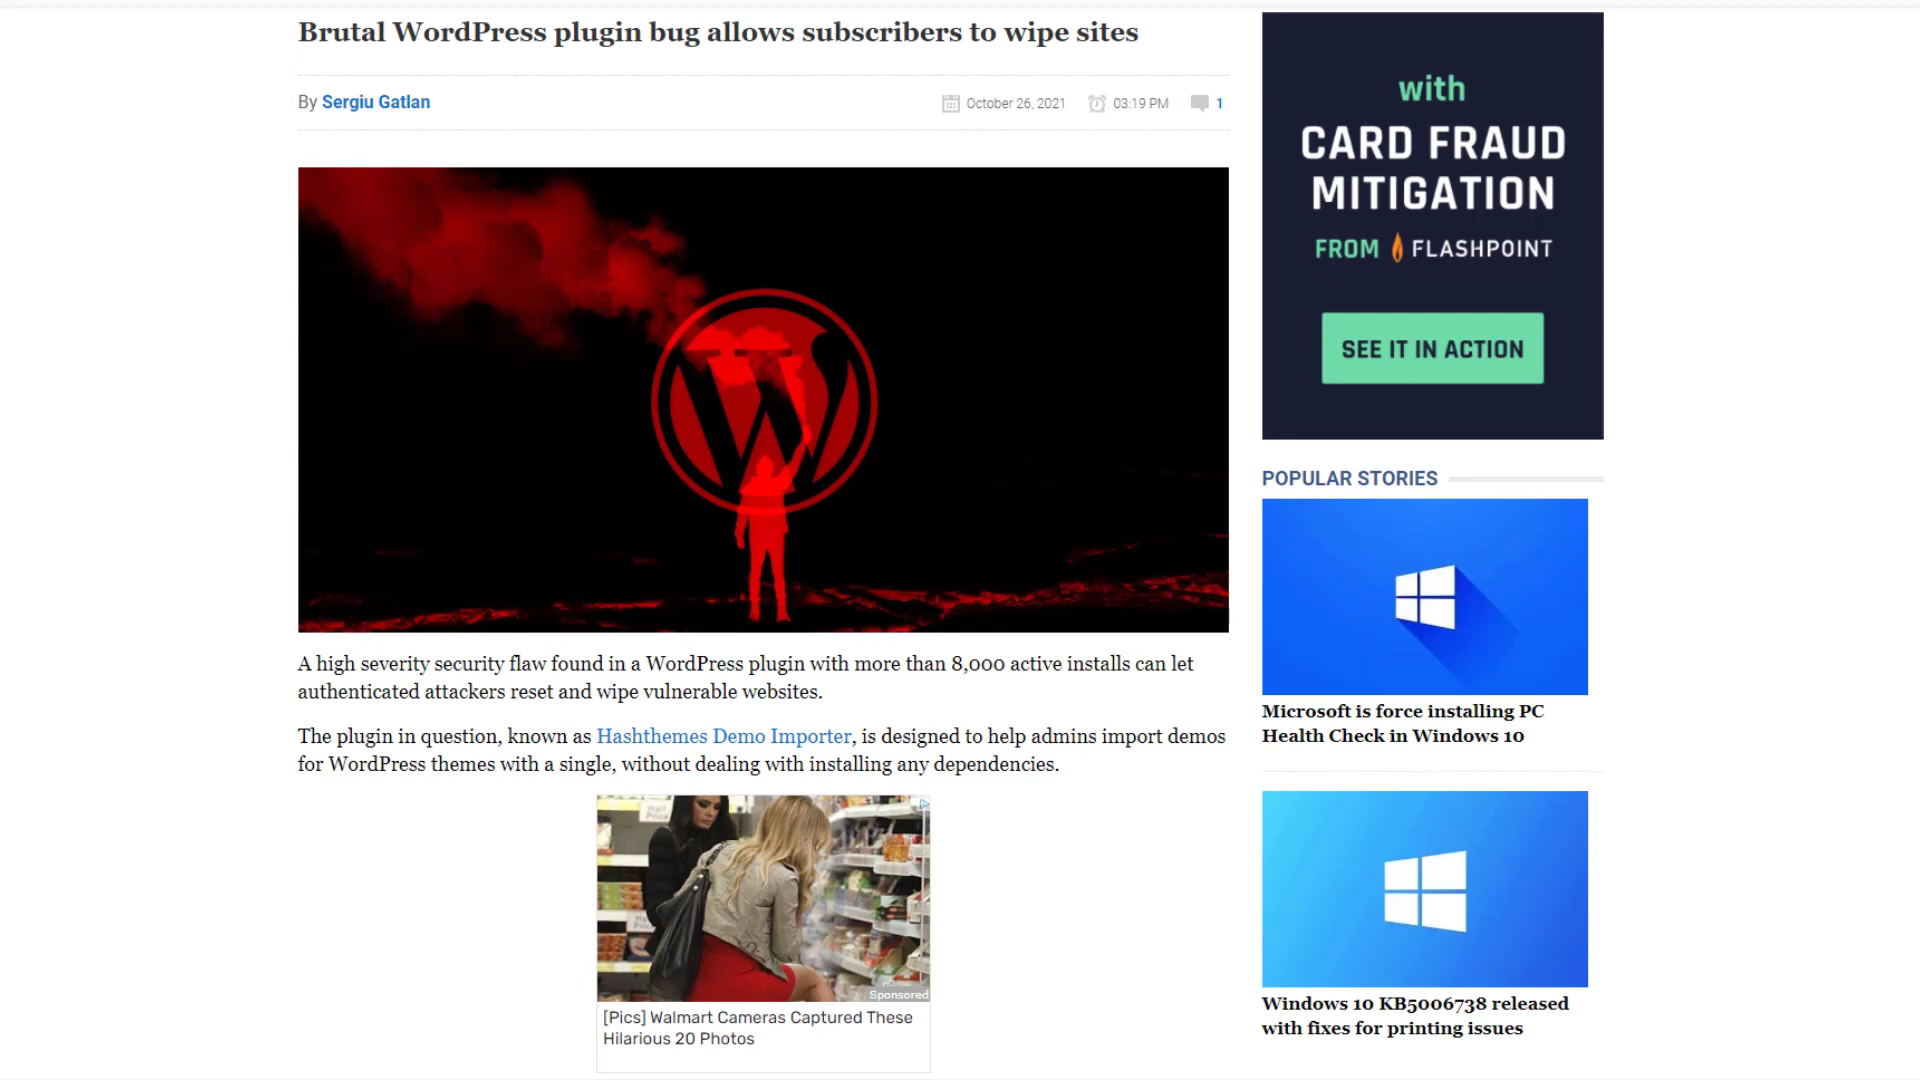 Brutal WordPress plugin bug allows subscribers to wipe sites
By Sergiu Gatlan
October 26, 2021
03:19 PM
1
A high severity security flaw found in a WordPress plugin with more than 8,000 active installs can let
authenticated attackers reset and wipe vulnerable websites.
The plugin in question, known as Hashthemes Demo Importer, is designed to help admins import demos
for WordPress themes with a single, without dealing with installing any dependencies.
Half
Price
Sponsored
[Pics] Walmart Cameras Captured These
Hilarious 20 Photos
with
CARD FRAUD
MITIGATION
FROM FLASHPOINT
SEE IT IN ACTION
POPULAR STORIES
Microsoft is force installing PC
Health Check in Windows 10
Windows 10 KB5006738 released
with fixes for printing issues